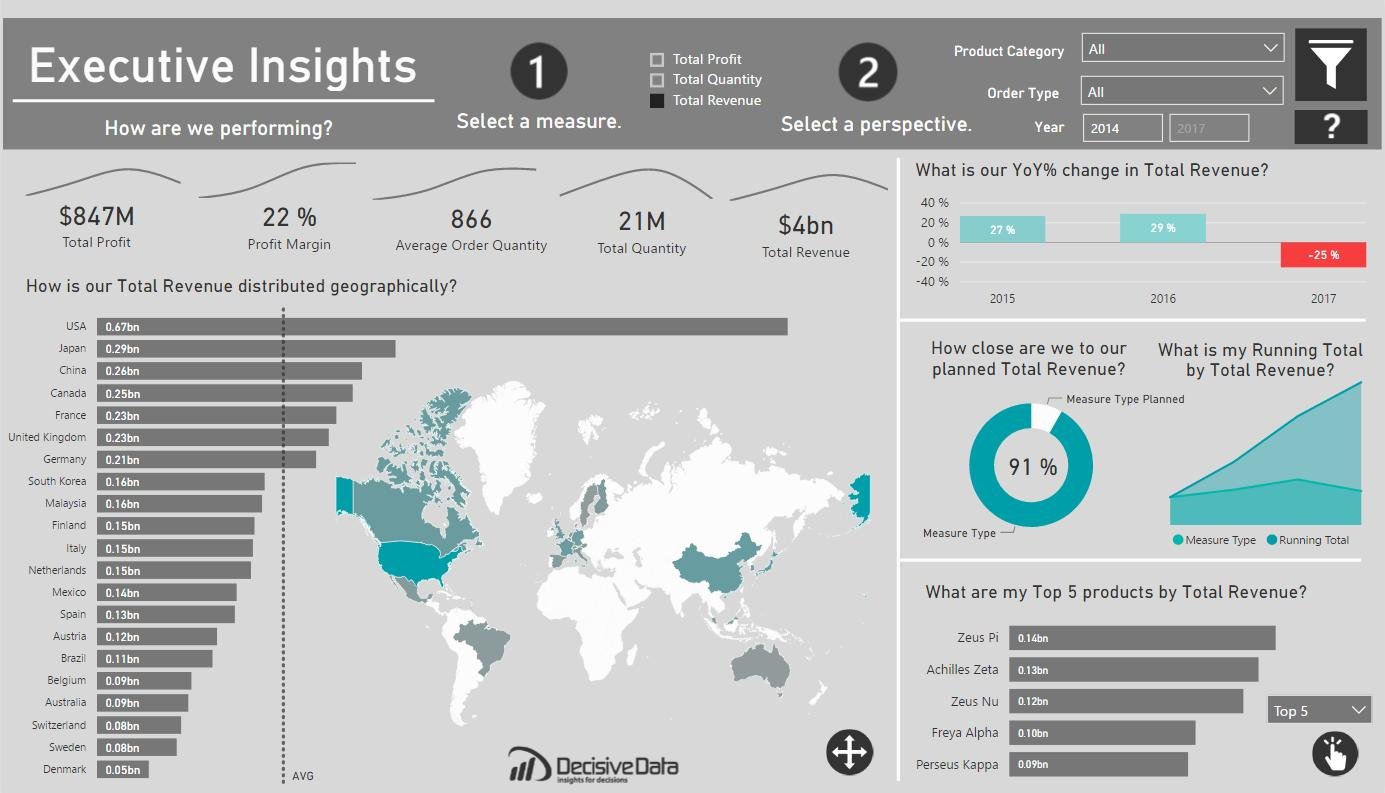 Executive Insights
How are we performing?
1
Select a measure.
Total Profit
Total Quantity
Total Revenue
2
Select a perspective.
Product Category
All
Order Type
All
Year
2014
2017
?
$847M
Total Profit
22 %
Profit Margin
866
Average Order Quantity
21M
Total Quantity
$4bn
Total Revenue
How is our Total Revenue distributed geographically?
USA 0.67bn
Japan 0.29bn
China 0.26bn
Canada 0.25bn
France 0.23bn
United Kingdom 0.23bn
Germany 0.21bn
South Korea 0.16bn
Malaysia 0.16bn
Finland 0.15bn
Italy 0.15bn
Netherlands 0.15bn
Mexico 0.14bn
Spain 0.13bn
Austria 0.12bn
Brazil 0.11bn
Belgium 0.09bn
Australia 0.09bn
Switzerland 0.08bn
Sweden 0.08bn
Denmark 0.05bn
AVG
DecisiveData
insights for decisions
What is our YoY% change in Total Revenue?
40 %
20 %
0 %
-20 %
-40 %
27 %
29 %
-25 %
2015
2016
2017
How close are we to our
planned Total Revenue?
Measure Type Planned
91 %
Measure Type
What is my Running Total
by Total Revenue?
Measure Type
Running Total
What are my Top 5 products by Total Revenue?
Zeus Pi 0.14bn
Achilles Zeta 0.13bn
Zeus Nu 0.12bn
Freya Alpha 0.10bn
Perseus Kappa 0.09bn
Top 5